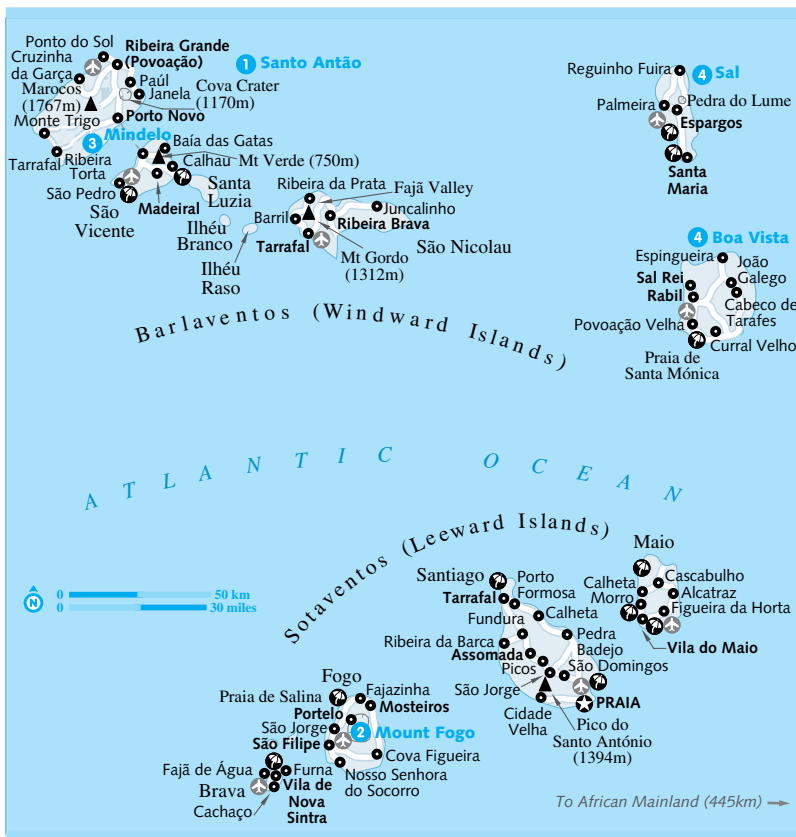 Ponto do Sol
Cruzinha
da Garça
Ribeira Grande
(Povoação)
1 Santo Antão
Marocos
(1767m)
Paúl
Janela
Cova Crater
(1170m)
Porto Novo
Monte Trigo
Tarrafal
3 Mindelo
Ribeira
Torta
Baía das Gatas
Calhau
Mt Verde (750m)
São Pedro
São
Vicente
Madeiral
Santa
Luzia
Ilhéu
Branco
Ilhéu
Raso
Ribeira da Prata
Fajã Valley
Barril
Juncalinho
Ribeira Brava
Tarrafal
Mt Gordo
(1312m)
São Nicolau
Reguinho Fuira
4 Sal
Palmeira
Pedra do Lume
Espargos
Santa
Maria
4 Boa Vista
Espingueira
João
Galego
Sal Rei
Rabil
Cabeco de
Tarafes
Povoação Velha
Curral Velho
Praia de
Santa Mónica
Barlaventos (Windward Islands)
ATLANTIC OCEAN
Sotaventos (Leeward Islands)
N
0 50 km
0 30 miles
Maio
Calheta
Morro
Cascabulho
Alcatraz
Figueira da Horta
Vila do Maio
Santiago
Tarrafal
Porto
Formosa
Fundura
Calheta
Ribeira da Barca
Assomada
Picos
Pedra
Badejo
São Domingos
São Jorge
PRAIA
Cidade
Velha
Pico do
Santo António
(1394m)
Fogo
Praia de Salina
Fajazinha
Mosteiros
Portelo
São Jorge
2 Mount Fogo
São Filipe
Cova Figueira
Nosso Senhora
do Socorro
Fajã de Água
Furna
Brava
Vila de
Nova
Sintra
Cachaço
To African Mainland (445km)